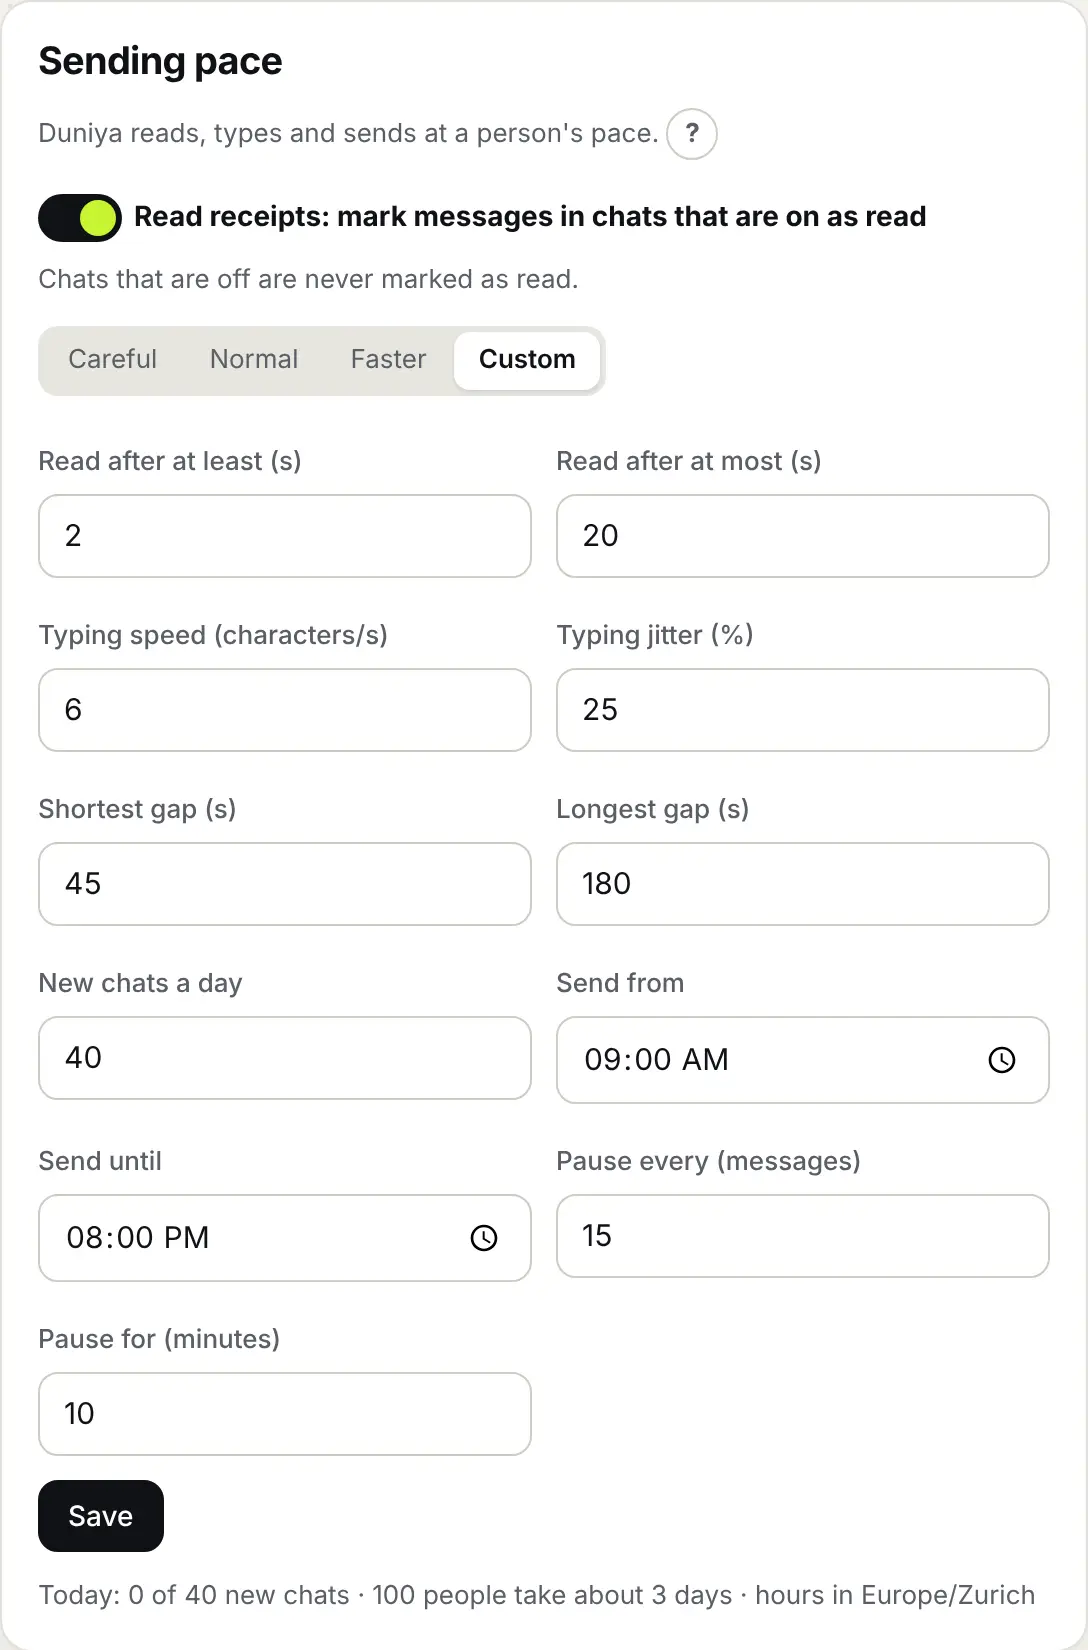 Sending pace
Duniya reads, types and sends at a person's pace. ?
Read receipts: mark messages in chats that are on as read
Chats that are off are never marked as read.
Careful Normal Faster Custom
Read after at least (s) Read after at most (s)
2 20
Typing speed (characters/s) Typing jitter (%)
6 25
Shortest gap (s) Longest gap (s)
45 180
New chats a day Send from
40 09:00 AM
Send until Pause every (messages)
08:00 PM 15
Pause for (minutes)
10
Save
Today: 0 of 40 new chats · 100 people take about 3 days · hours in Europe/Zurich